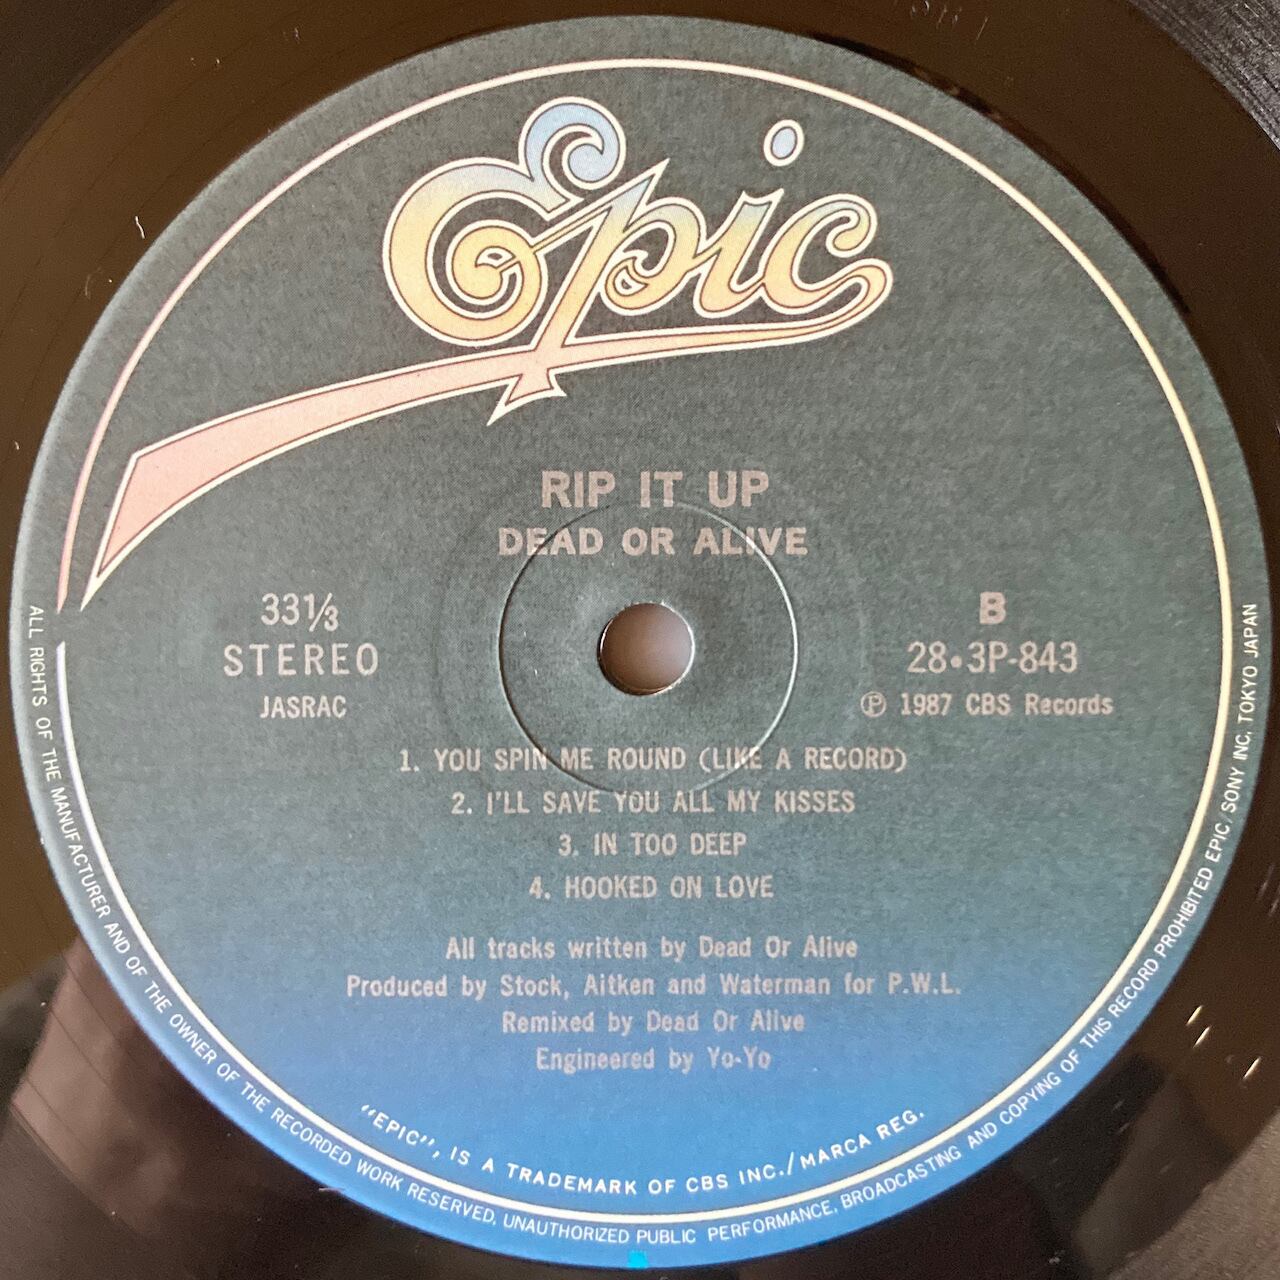 Epic
RIP IT UP
DEAD OR ALIVE
33⅓
STEREO
JASRAC
B
28•3P-843
Ⓟ 1987 CBS Records
1. YOU SPIN ME ROUND (LIKE A RECORD)
2. I'LL SAVE YOU ALL MY KISSES
3. IN TOO DEEP
4. HOOKED ON LOVE
All tracks written by Dead Or Alive
Produced by Stock, Aitken and Waterman for P.W.L.
Remixed by Dead Or Alive
Engineered by Yo-Yo
"EPIC", IS A TRADEMARK OF CBS INC./MARCA REG.
ALL RIGHTS OF THE MANUFACTURER AND OF THE OWNER OF THE RECORDED WORK RESERVED. UNAUTHORIZED PUBLIC PERFORMANCE, BROADCASTING AND COPYING OF THIS RECORD PROHIBITED EPIC/SONY INC. TOKYO JAPAN